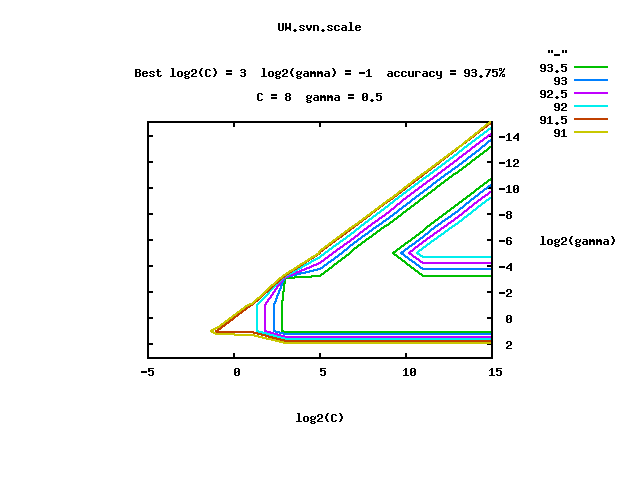 UW.svn.scale
Best log2(C) = 3  log2(gamma) = -1  accuracy = 93.75%
C = 8  gamma = 0.5
"-"
93.5
93
92.5
92
91.5
91
-14
-12
-10
-8
-6
-4
-2
0
2
log2(gamma)
-5 0 5 10 15
log2(C)